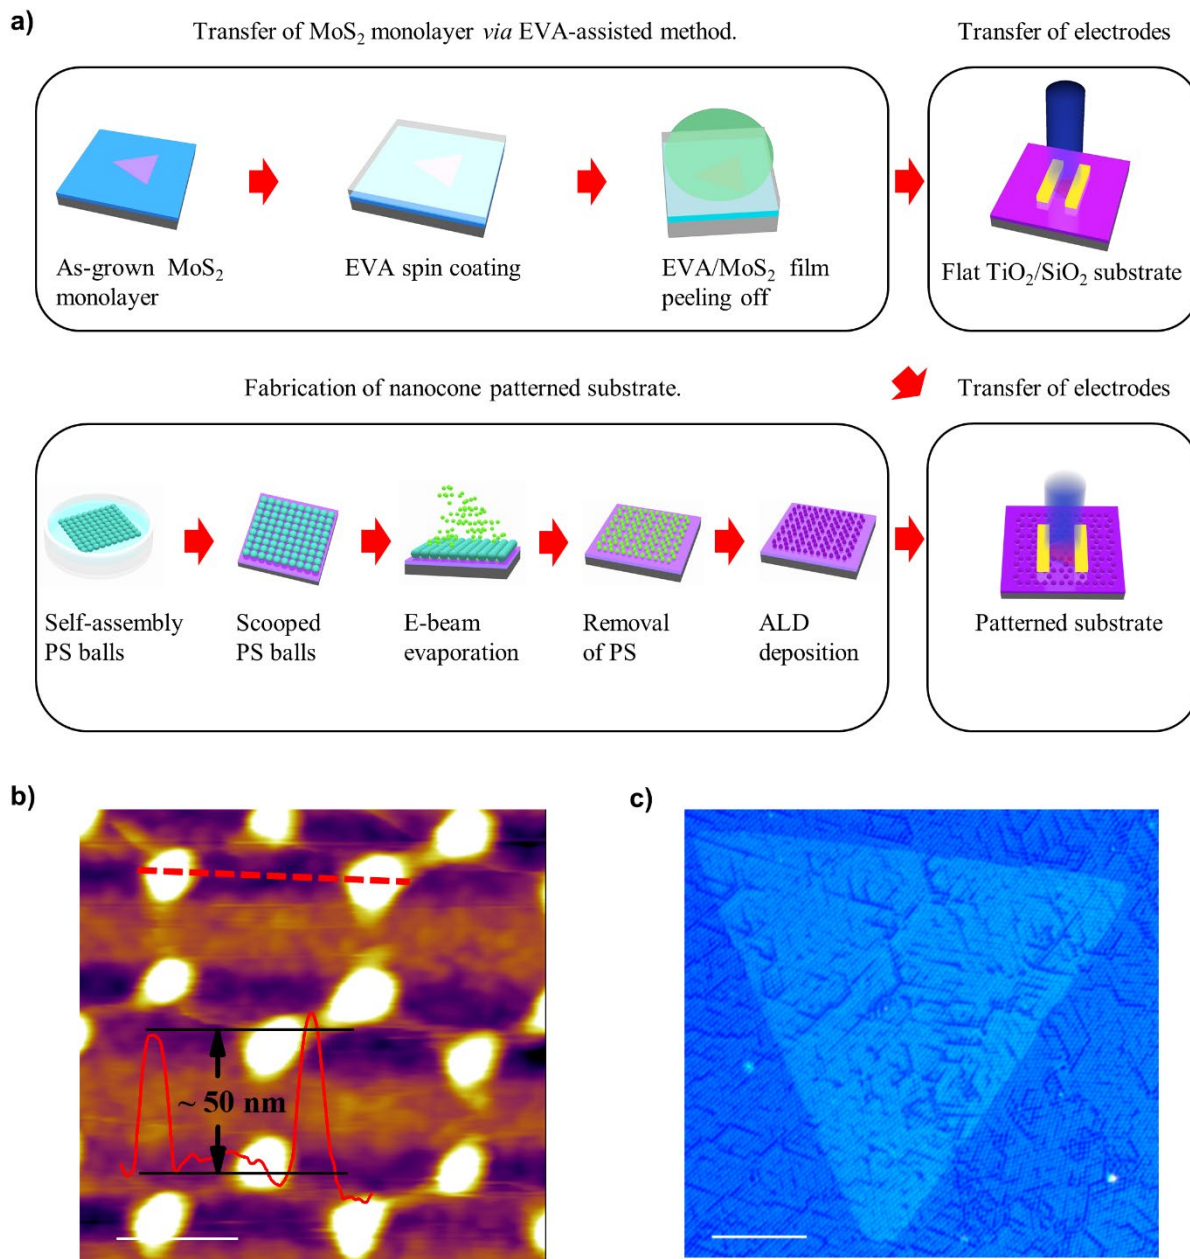 a)
Transfer of MoS₂ monolayer via EVA-assisted method.
Transfer of electrodes
As-grown MoS₂
monolayer
EVA spin coating
EVA/MoS₂ film
peeling off
Flat TiO₂/SiO₂ substrate
Fabrication of nanocone patterned substrate.
Transfer of electrodes
Self-assembly
PS balls
Scooped
PS balls
E-beam
evaporation
Removal
of PS
ALD
deposition
Patterned substrate
b)
~ 50 nm
c)